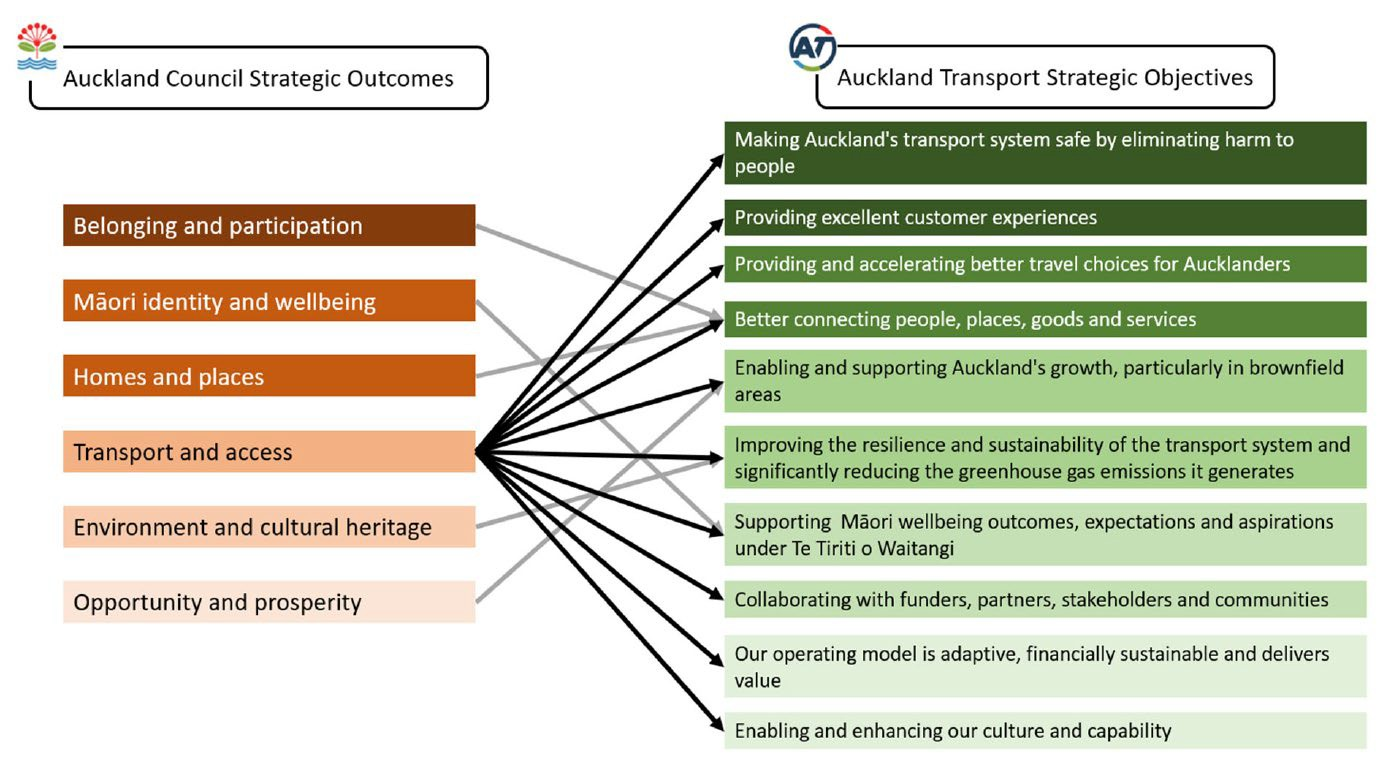 Auckland Council Strategic Outcomes
Belonging and participation
Māori identity and wellbeing
Homes and places
Transport and access
Environment and cultural heritage
Opportunity and prosperity
AT
Auckland Transport Strategic Objectives
Making Auckland's transport system safe by eliminating harm to
people
Providing excellent customer experiences
Providing and accelerating better travel choices for Aucklanders
Better connecting people, places, goods and services
Enabling and supporting Auckland's growth, particularly in brownfield
areas
Improving the resilience and sustainability of the transport system and
significantly reducing the greenhouse gas emissions it generates
Supporting Māori wellbeing outcomes, expectations and aspirations
under Te Tiriti o Waitangi
Collaborating with funders, partners, stakeholders and communities
Our operating model is adaptive, financially sustainable and delivers
value
Enabling and enhancing our culture and capability